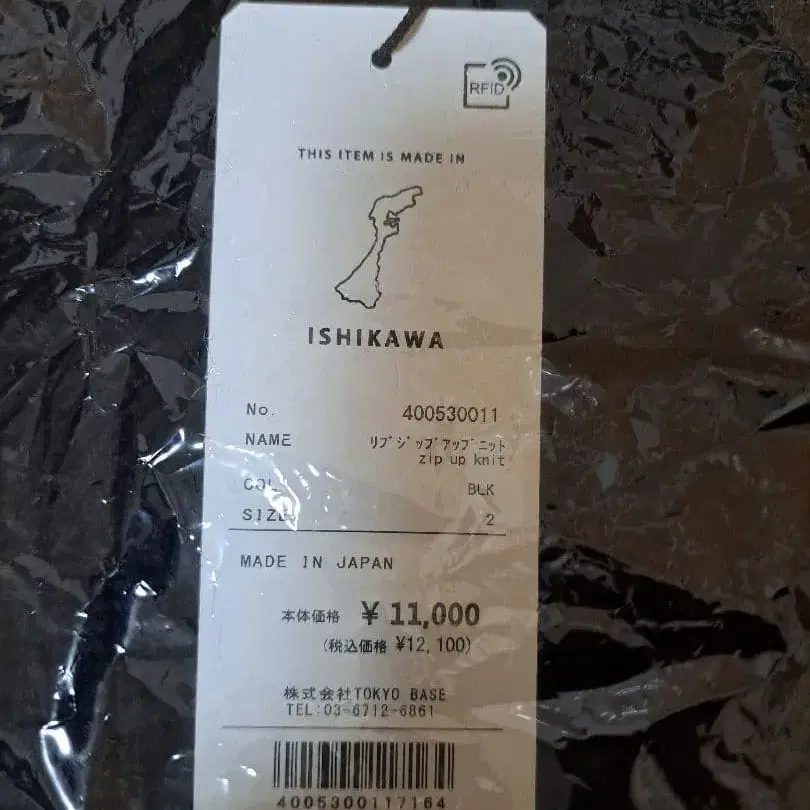 RFID
THIS ITEM IS MADE IN
ISHIKAWA
No. 400530011
NAME ﾘﾌﾞｼﾞｯﾌﾟｱｯﾌﾟﾆｯﾄ
zip up knit
COL BLK
SIZE 2
MADE IN JAPAN
本体価格 ¥ 11,000
(税込価格 ¥12,100)
株式会社TOKYO BASE
TEL:03-6712-6861
4005300117164